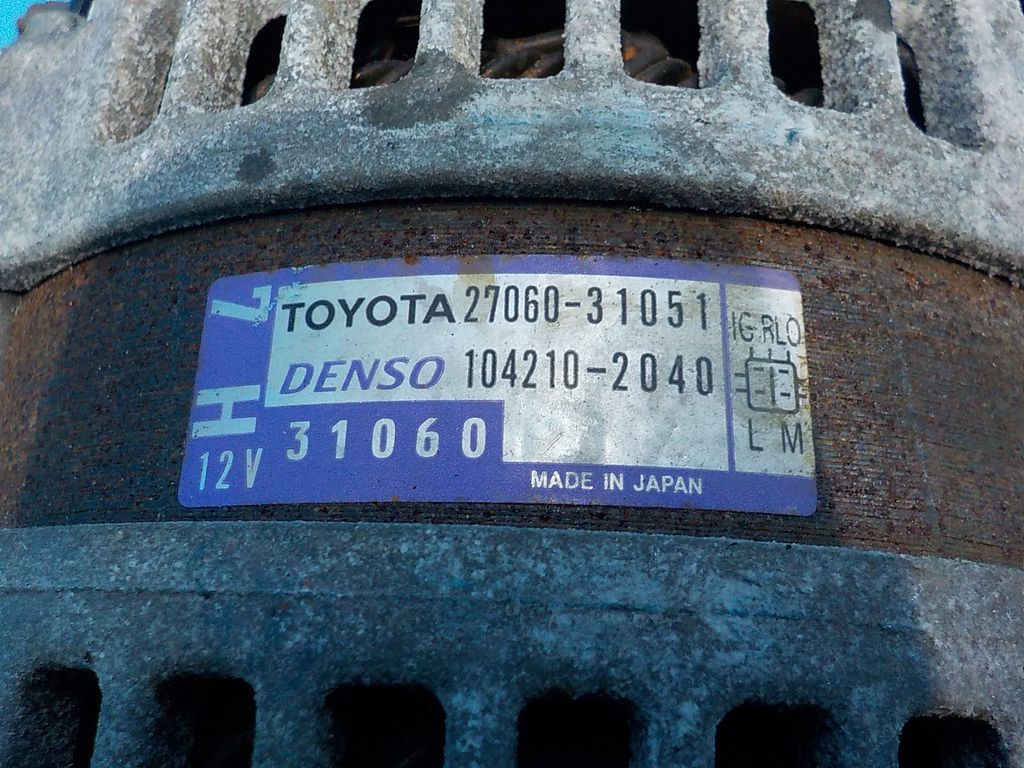 H L
TOYOTA 27060-31051
DENSO 104210-2040
31060
12V
MADE IN JAPAN
IG RLO
L M